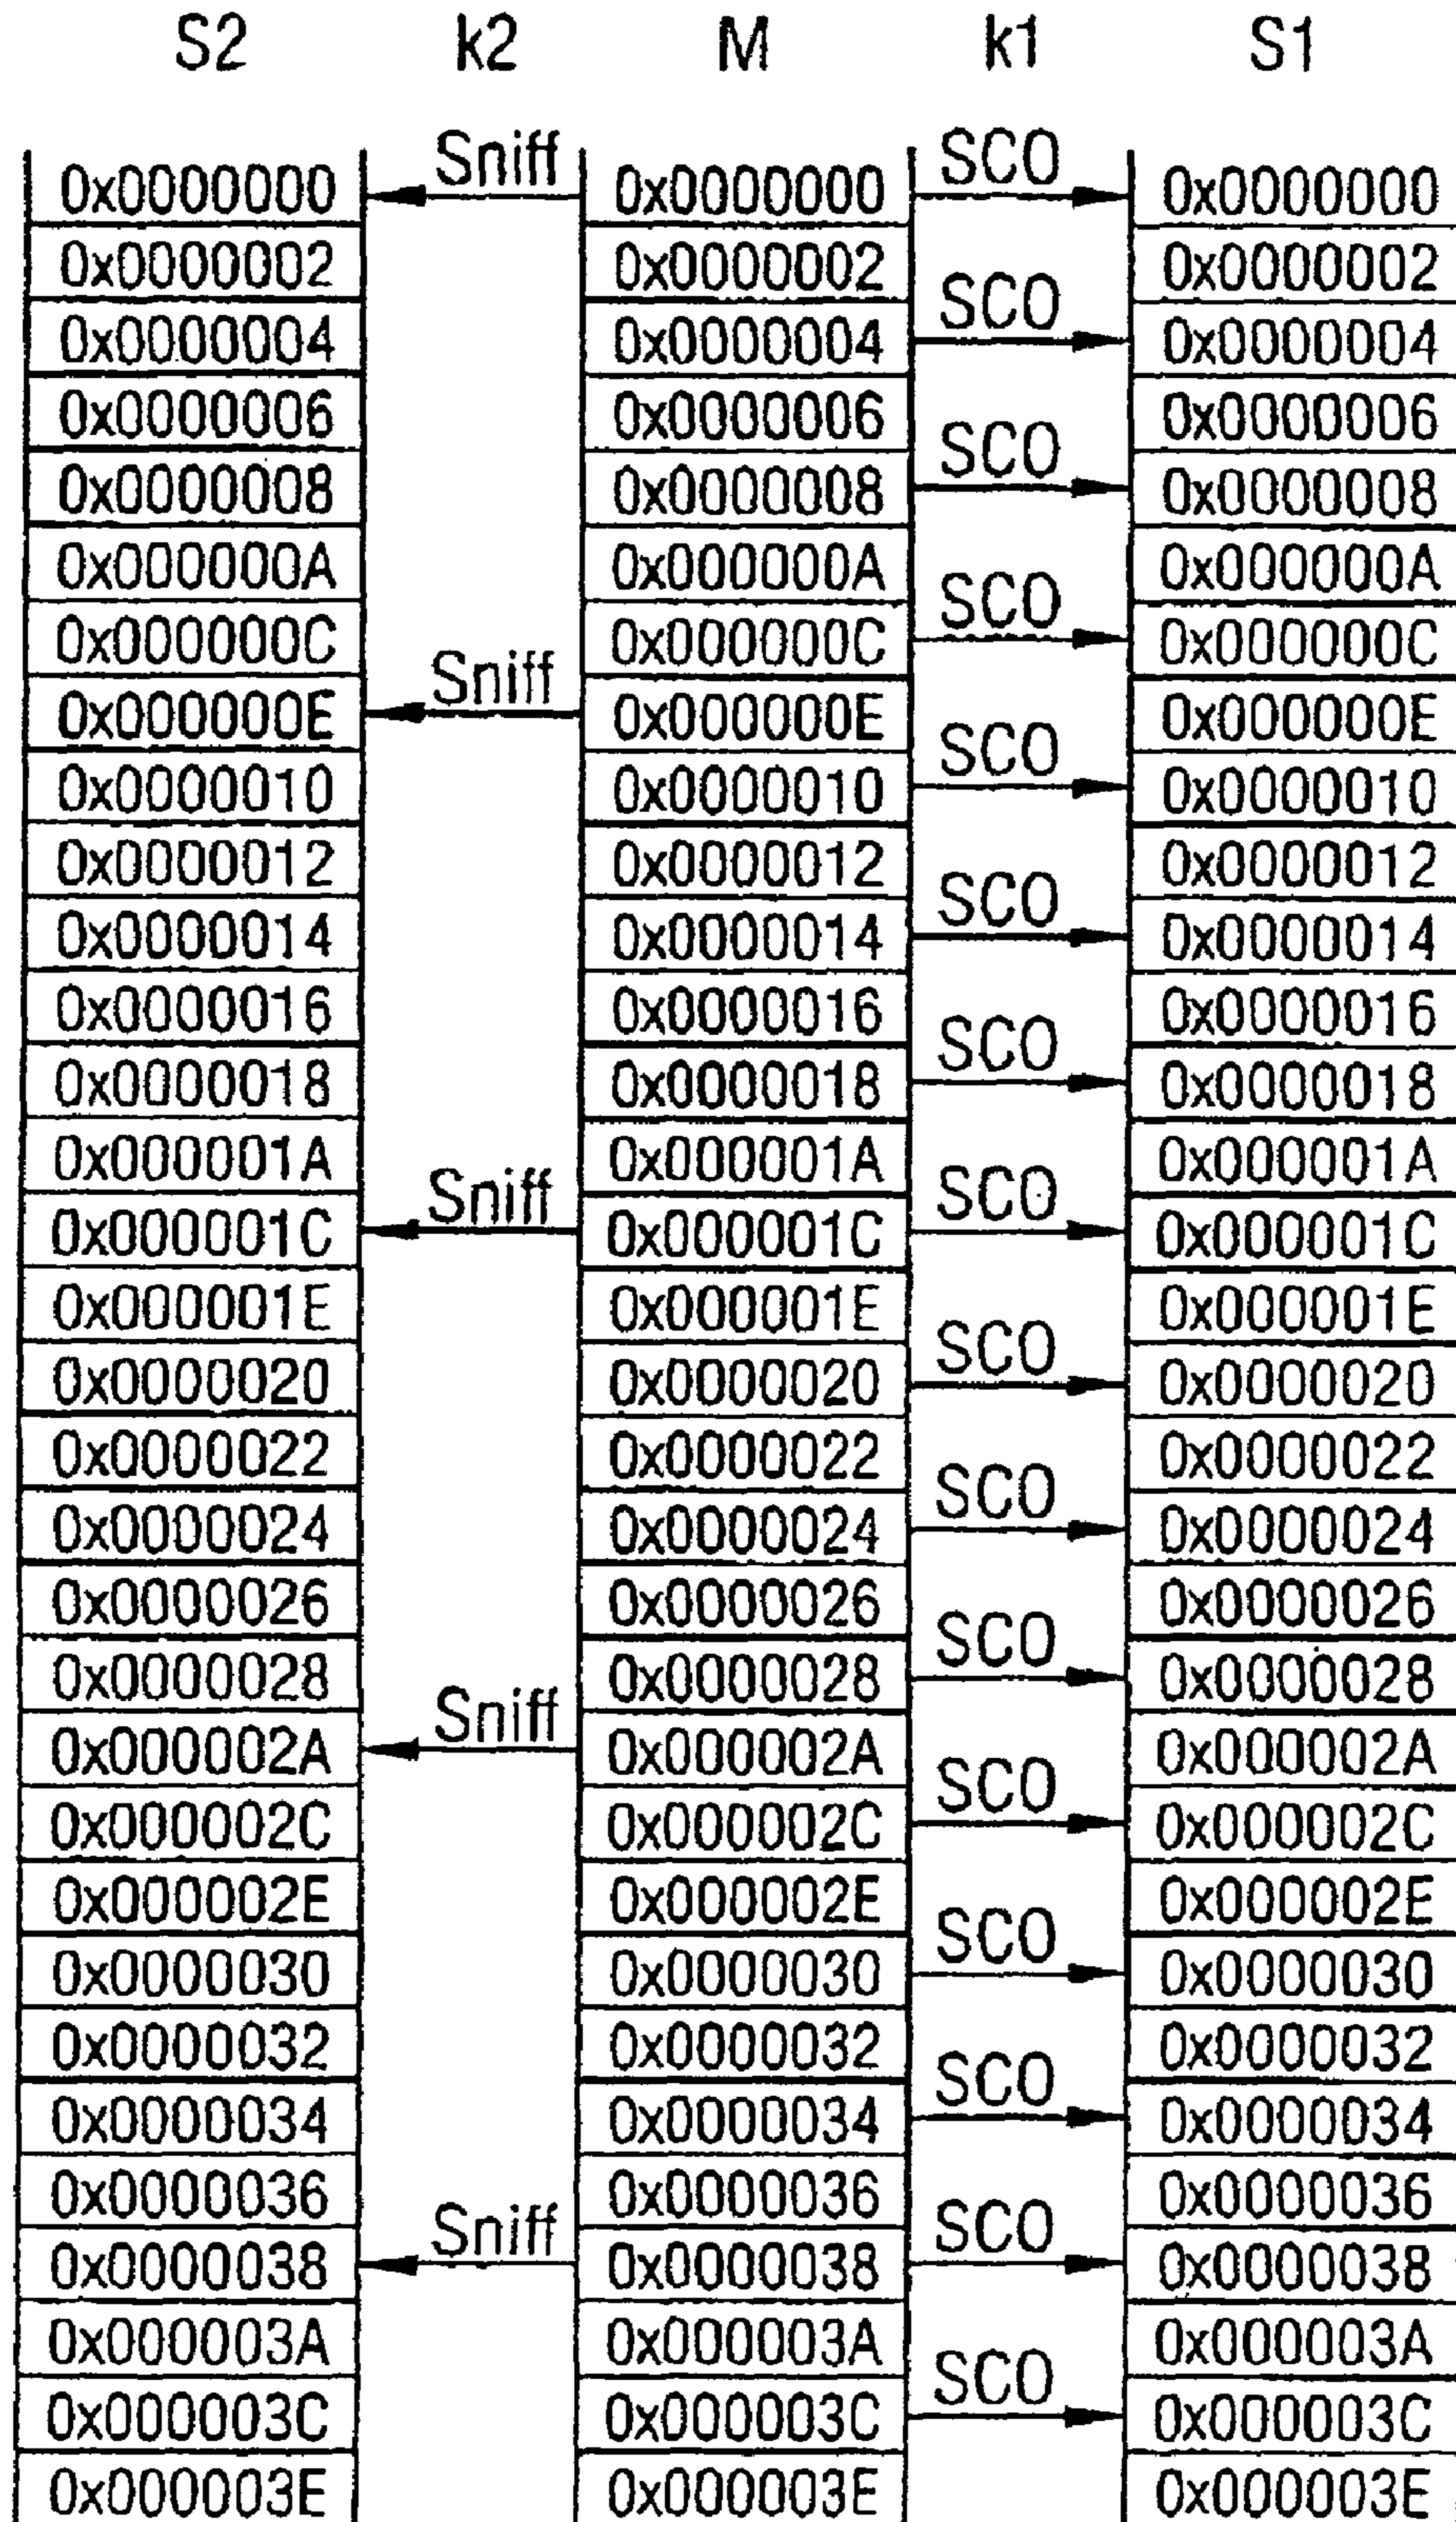 S2 k2 M k1 S1
Sniff SCO
0x0000000 0x0000000 0x0000000
0x0000002 0x0000002 0x0000002
SCO
0x0000004 0x0000004 0x0000004
0x0000006 0x0000006 0x0000006
SCO
0x0000008 0x0000008 0x0000008
0x000000A 0x000000A 0x000000A
SCO
0x000000C 0x000000C 0x000000C
Sniff
0x000000E 0x000000E 0x000000E
SCO
0x0000010 0x0000010 0x0000010
0x0000012 0x0000012 0x0000012
SCO
0x0000014 0x0000014 0x0000014
0x0000016 0x0000016 0x0000016
SCO
0x0000018 0x0000018 0x0000018
0x000001A 0x000001A 0x000001A
Sniff SCO
0x000001C 0x000001C 0x000001C
0x000001E 0x000001E 0x000001E
SCO
0x0000020 0x0000020 0x0000020
0x0000022 0x0000022 0x0000022
SCO
0x0000024 0x0000024 0x0000024
0x0000026 0x0000026 0x0000026
SCO
0x0000028 0x0000028 0x0000028
Sniff
0x000002A 0x000002A 0x000002A
SCO
0x000002C 0x000002C 0x000002C
0x000002E 0x000002E 0x000002E
SCO
0x0000030 0x0000030 0x0000030
0x0000032 0x0000032 0x0000032
SCO
0x0000034 0x0000034 0x0000034
0x0000036 0x0000036 0x0000036
Sniff SCO
0x0000038 0x0000038 0x0000038
0x000003A 0x000003A 0x000003A
SCO
0x000003C 0x000003C 0x000003C
0x000003E 0x000003E 0x000003E